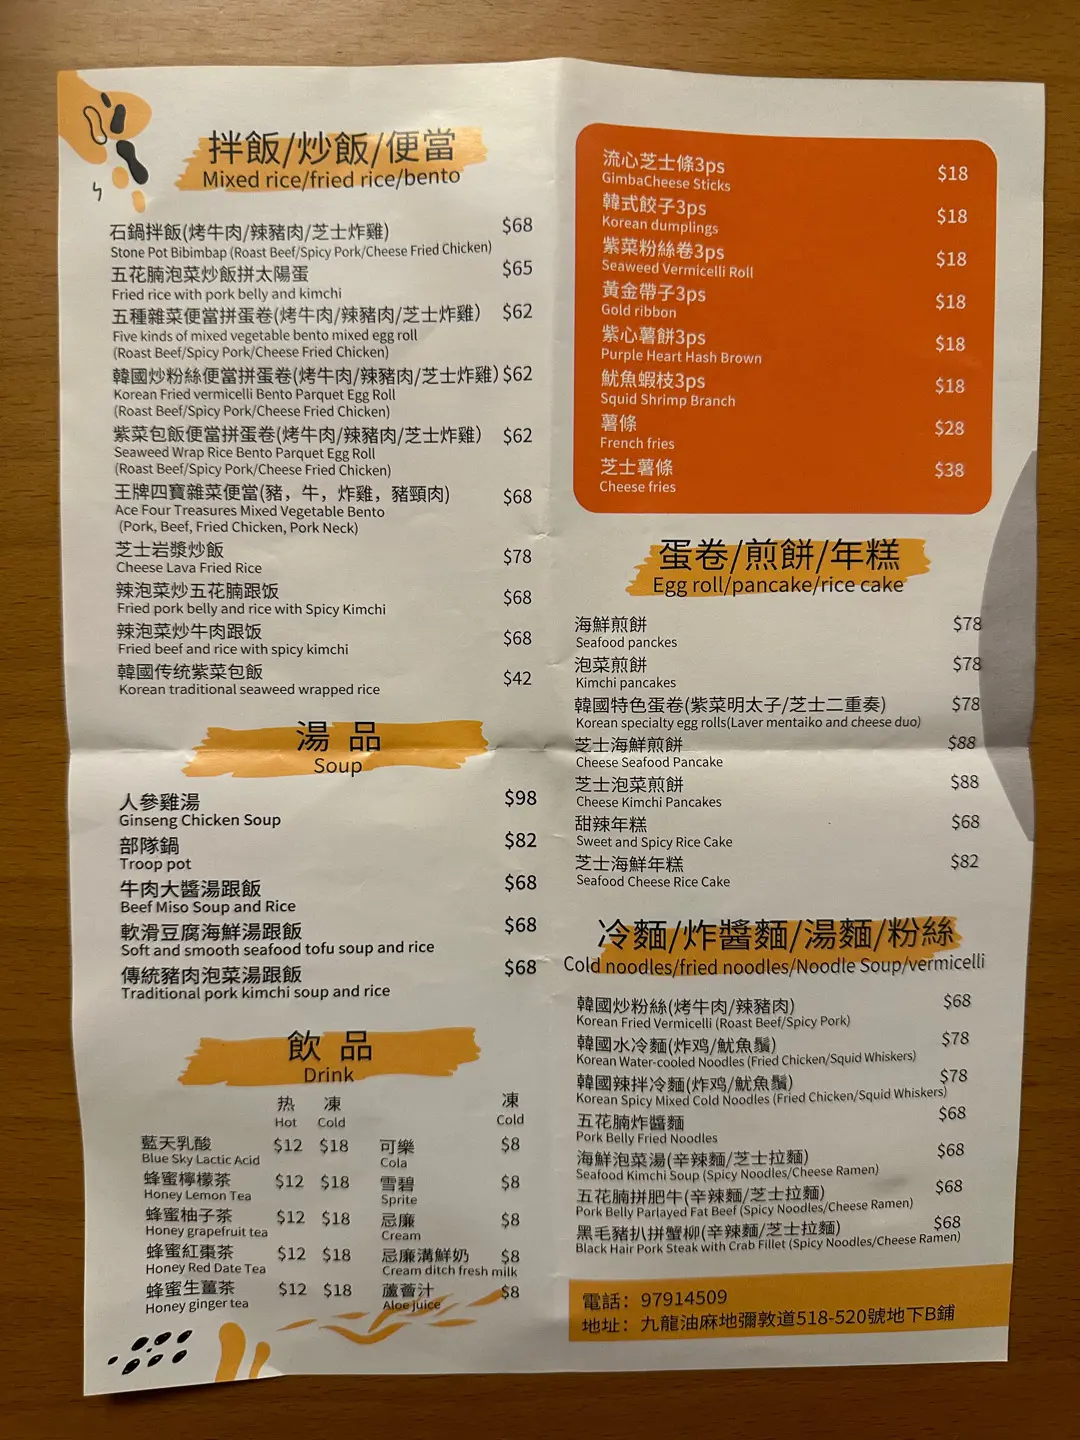 拌飯/炒飯/便當
Mixed rice/fried rice/bento
石鍋拌飯(烤牛肉/辣豬肉/芝士炸雞) $68
Stone Pot Bibimbap (Roast Beef/Spicy Pork/Cheese Fried Chicken)
五花腩泡菜炒飯拼太陽蛋 $65
Fried rice with pork belly and kimchi
五種雜菜便當拼蛋卷(烤牛肉/辣豬肉/芝士炸雞) $62
Five kinds of mixed vegetable bento mixed egg roll
(Roast Beef/Spicy Pork/Cheese Fried Chicken)
韓國炒粉絲便當拼蛋卷(烤牛肉/辣豬肉/芝士炸雞) $62
Korean Fried vermicelli Bento Parquet Egg Roll
(Roast Beef/Spicy Pork/Cheese Fried Chicken)
紫菜包飯便當拼蛋卷(烤牛肉/辣豬肉/芝士炸雞) $62
Seaweed Wrap Rice Bento Parquet Egg Roll
(Roast Beef/Spicy Pork/Cheese Fried Chicken)
王牌四寶雜菜便當(豬，牛，炸雞，豬頸肉) $68
Ace Four Treasures Mixed Vegetable Bento
(Pork, Beef, Fried Chicken, Pork Neck)
芝士岩漿炒飯 $78
Cheese Lava Fried Rice
辣泡菜炒五花腩跟饭 $68
Fried pork belly and rice with Spicy Kimchi
辣泡菜炒牛肉跟饭 $68
Fried beef and rice with spicy kimchi
韓國传统紫菜包飯 $42
Korean traditional seaweed wrapped rice
湯 品
Soup
人參雞湯 $98
Ginseng Chicken Soup
部隊鍋 $82
Troop pot
牛肉大醬湯跟飯 $68
Beef Miso Soup and Rice
軟滑豆腐海鮮湯跟飯 $68
Soft and smooth seafood tofu soup and rice
傳統豬肉泡菜湯跟飯 $68
Traditional pork kimchi soup and rice
飲 品
Drink
热 凍 凍
Hot Cold Cold
藍天乳酸 $12 $18 可樂 $8
Blue Sky Lactic Acid Cola
蜂蜜檸檬茶 $12 $18 雪碧 $8
Honey Lemon Tea Sprite
蜂蜜柚子茶 $12 $18 忌廉 $8
Honey grapefruit tea Cream
蜂蜜紅棗茶 $12 $18 忌廉溝鮮奶 $8
Honey Red Date Tea Cream ditch fresh milk
蜂蜜生薑茶 $12 $18 蘆薈汁 $8
Honey ginger tea Aloe juice
流心芝士條3ps $18
GimbaCheese Sticks
韓式餃子3ps $18
Korean dumplings
紫菜粉絲卷3ps $18
Seaweed Vermicelli Roll
黃金帶子3ps $18
Gold ribbon
紫心薯餅3ps $18
Purple Heart Hash Brown
魷魚蝦枝3ps $18
Squid Shrimp Branch
薯條 $28
French fries
芝士薯條 $38
Cheese fries
蛋卷/煎餅/年糕
Egg roll/pancake/rice cake
海鮮煎餅 $78
Seafood panckes
泡菜煎餅 $78
Kimchi pancakes
韓國特色蛋卷(紫菜明太子/芝士二重奏) $78
Korean specialty egg rolls(Laver mentaiko and cheese duo)
芝士海鮮煎餅 $88
Cheese Seafood Pancake
芝士泡菜煎餅 $88
Cheese Kimchi Pancakes
甜辣年糕 $68
Sweet and Spicy Rice Cake
芝士海鮮年糕 $82
Seafood Cheese Rice Cake
冷麵/炸醬麵/湯麵/粉絲
Cold noodles/fried noodles/Noodle Soup/vermicelli
韓國炒粉絲(烤牛肉/辣豬肉) $68
Korean Fried Vermicelli (Roast Beef/Spicy Pork)
韓國水冷麵(炸鸡/魷魚鬚) $78
Korean Water-cooled Noodles (Fried Chicken/Squid Whiskers)
韓國辣拌冷麵(炸鸡/魷魚鬚) $78
Korean Spicy Mixed Cold Noodles (Fried Chicken/Squid Whiskers)
五花腩炸醬麵 $68
Pork Belly Fried Noodles
海鮮泡菜湯(辛辣麵/芝士拉麵) $68
Seafood Kimchi Soup (Spicy Noodles/Cheese Ramen)
五花腩拼肥牛(辛辣麵/芝士拉麵) $68
Pork Belly Parlayed Fat Beef (Spicy Noodles/Cheese Ramen)
黑毛豬扒拼蟹柳(辛辣麵/芝士拉麵) $68
Black Hair Pork Steak with Crab Fillet (Spicy Noodles/Cheese Ramen)
電話：97914509
地址：九龍油麻地彌敦道518-520號地下B鋪